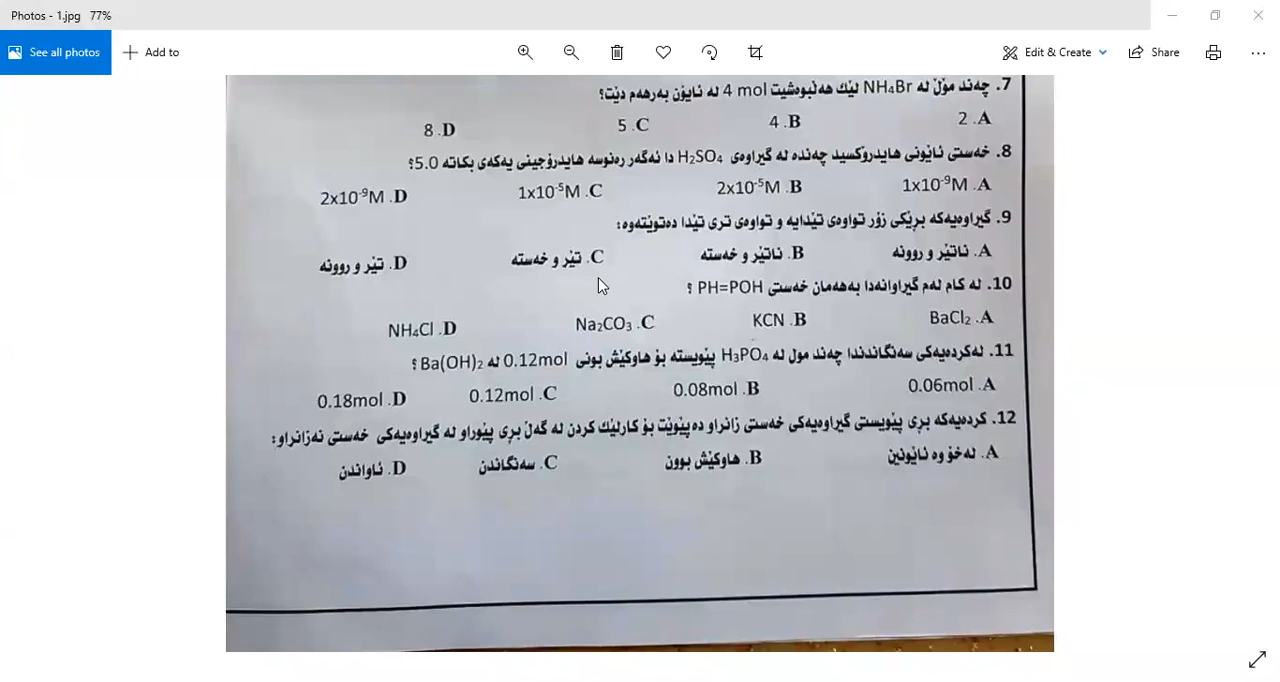 Photos - 1.jpg 77%
See all photos
Add to
Edit & Create
Share
7. چەند مۆڵ لە NH₄Br لێك هەڵبوەشێت 4 mol لە ئایۆن بەرهەم دێت؟
A. 2 B. 4 C. 5 D. 8
8. خەستی ئایۆنی هایدرۆکسید چەندە لە گیراوەی H₂SO₄ دا ئەگەر رەنوسە هایدرۆجینی یەکەی بکاتە 5.0؟
A. 1x10⁻⁹M B. 2x10⁻⁵M C. 1x10⁻⁵M D. 2x10⁻⁹M
9. گیراوەیەکە بڕێکی زۆر تواوەی تێدایە و تواوەی تری تێدا دەتوێتەوە:
A. ناتێر و روونە B. ناتێر و خەستە C. تێر و خەستە D. تێر و روونە
10. لە کام لەم گیراوانەدا بەهەمان خەستی PH=POH ؟
A. BaCl₂ B. KCN C. Na₂CO₃ D. NH₄Cl
11. لەکردەیەکی سەنگاندندا چەند مول لە H₃PO₄ پێویستە بۆ هاوکێش بونی 0.12mol لە Ba(OH)₂ ؟
A. 0.06mol B. 0.08mol C. 0.12mol D. 0.18mol
12. کردەیەکە بڕی پێویستی گیراوەیەکی خەستی زانراو دەپێوێت بۆ کارلێك کردن لە گەڵ بڕی پێوراو لە گیراوەیەکی خەستی نەزانراو:
A. لەخۆوە ئایۆنین B. هاوکێش بوون C. سەنگاندن D. ئاواندن